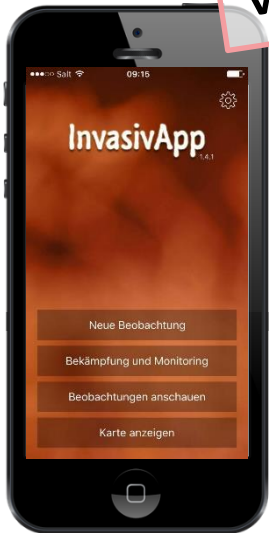 Salt 09:15
InvasivApp
1.4.1
Neue Beobachtung
Bekämpfung und Monitoring
Beobachtungen anschauen
Karte anzeigen